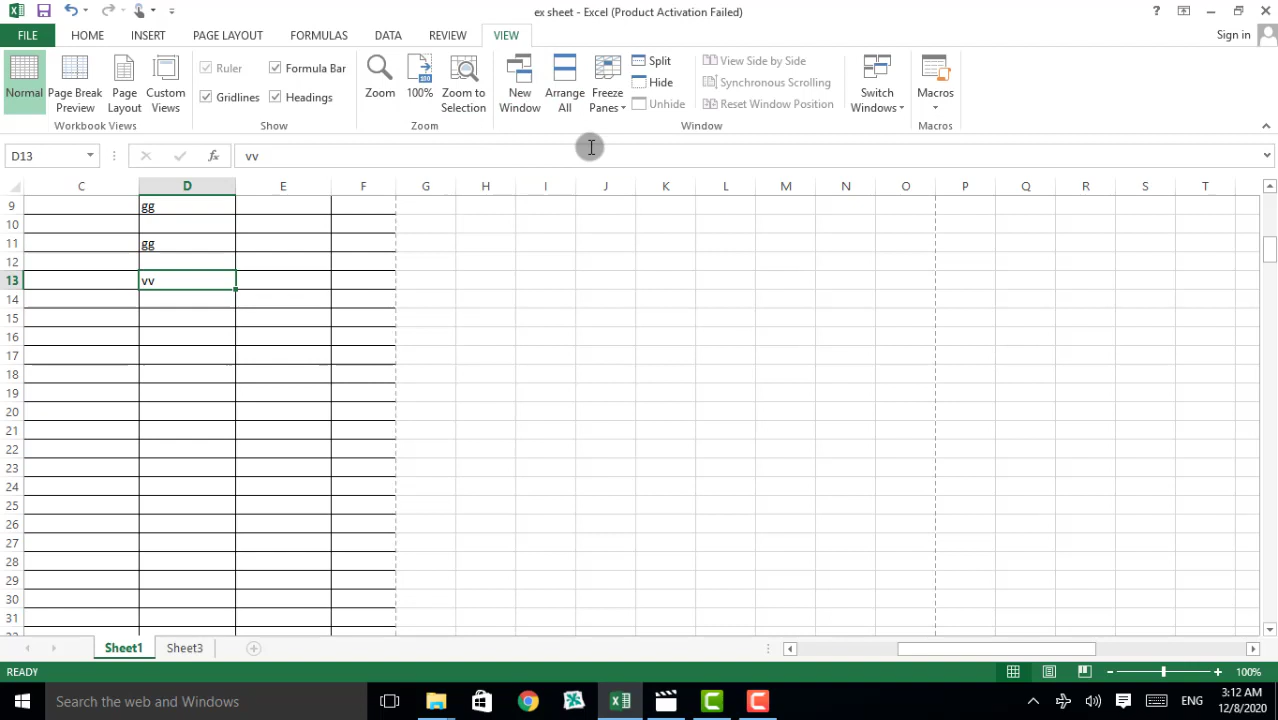 ex sheet - Excel (Product Activation Failed)
FILE HOME INSERT PAGE LAYOUT FORMULAS DATA REVIEW VIEW Sign in
Normal Page Break Preview Page Layout Custom Views
Ruler Formula Bar
Gridlines Headings
Zoom 100% Zoom to Selection
New Window Arrange All Freeze Panes
Split
Hide
Unhide
View Side by Side
Synchronous Scrolling
Reset Window Position
Switch Windows Macros
Workbook Views Show Zoom Window Macros
D13 fx vv
C D E F G H I J K L M N O P Q R S T
9 gg
10
11 gg
12
13 vv
14
15
16
17
18
19
20
21
22
23
24
25
26
27
28
29
30
31
Sheet1 Sheet3
READY 100%
Search the web and Windows ENG 3:12 AM
12/8/2020